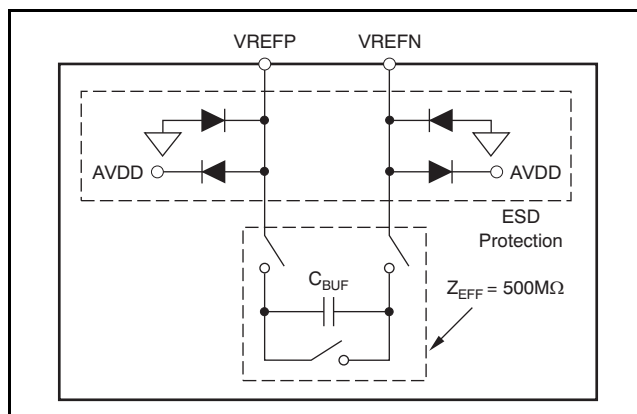 VREFP VREFN
AVDD
AVDD
ESD
Protection
C_BUF
Z_EFF = 500MΩ